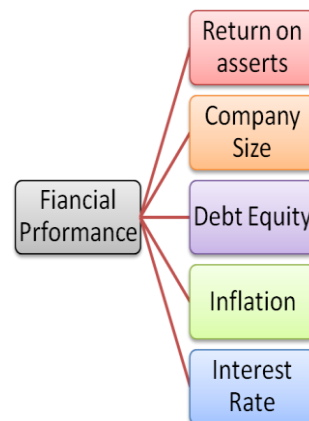 Return on
asserts
Company
Size
Fiancial
Prformance
Debt Equity
Inflation
Interest
Rate